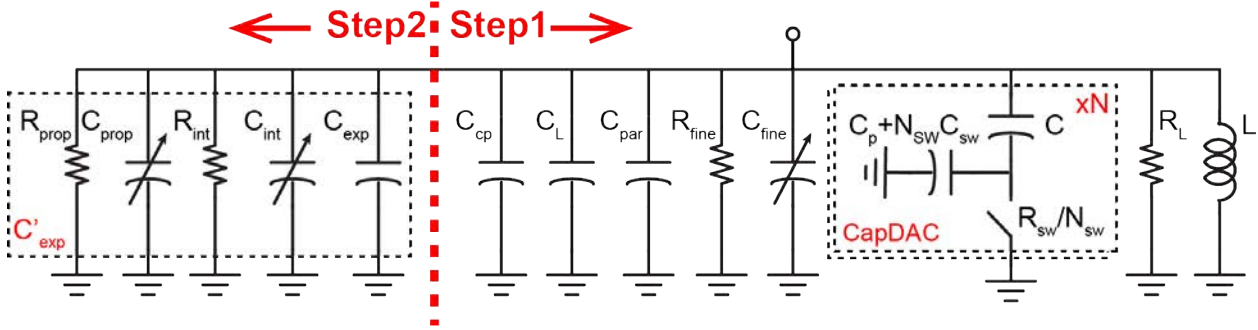 Step2 Step1
R_prop C_prop R_int C_int C_exp
C'_exp
C_cp C_L C_par R_fine C_fine
xN
C_p+N_SW C_sw C
R_sw/N_sw
CapDAC
R_L L